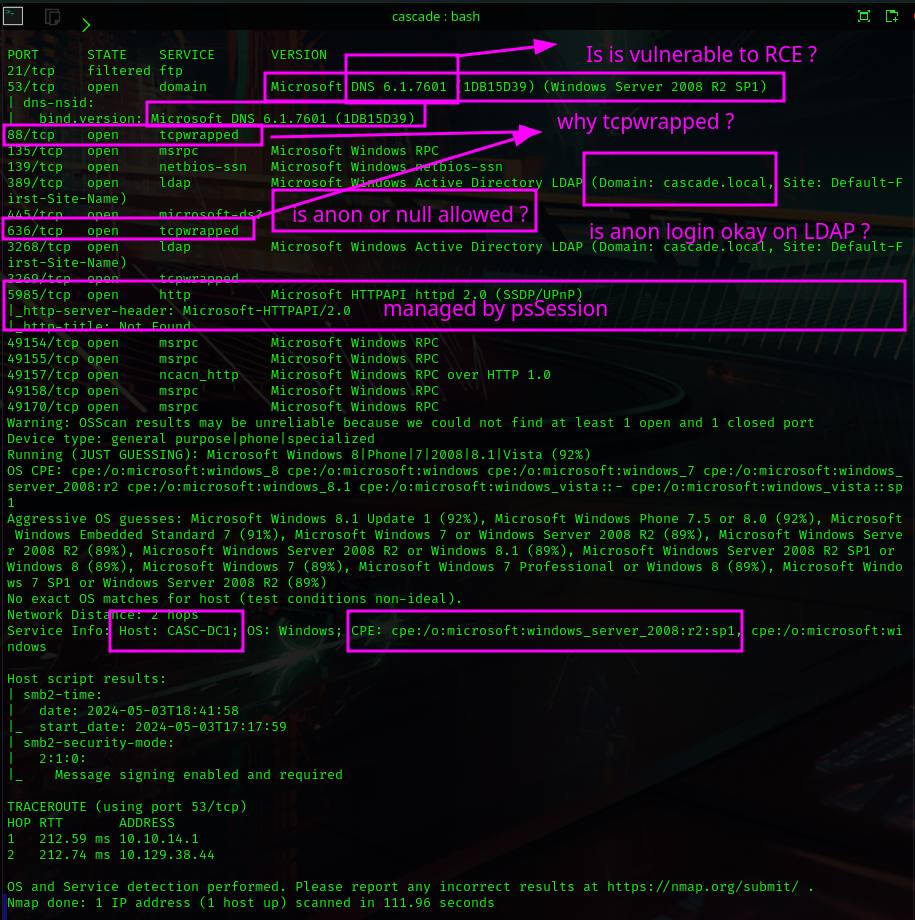 cascade : bash
PORT STATE SERVICE VERSION
21/tcp filtered ftp
Is is vulnerable to RCE ?
53/tcp open domain Microsoft DNS 6.1.7601 (1DB15D39) (Windows Server 2008 R2 SP1)
| dns-nsid:
|_ bind.version: Microsoft DNS 6.1.7601 (1DB15D39)
why tcpwrapped ?
88/tcp open tcpwrapped
135/tcp open msrpc Microsoft Windows RPC
139/tcp open netbios-ssn Microsoft Windows netbios-ssn
389/tcp open ldap Microsoft Windows Active Directory LDAP (Domain: cascade.local, Site: Default-F
irst-Site-Name)
445/tcp open microsoft-ds?
is anon or null allowed ?
636/tcp open tcpwrapped
is anon login okay on LDAP ?
3268/tcp open ldap Microsoft Windows Active Directory LDAP (Domain: cascade.local, Site: Default-F
irst-Site-Name)
3269/tcp open tcpwrapped
5985/tcp open http Microsoft HTTPAPI httpd 2.0 (SSDP/UPnP)
|_http-server-header: Microsoft-HTTPAPI/2.0
managed by psSession
|_http-title: Not Found
49154/tcp open msrpc Microsoft Windows RPC
49155/tcp open msrpc Microsoft Windows RPC
49157/tcp open ncacn_http Microsoft Windows RPC over HTTP 1.0
49158/tcp open msrpc Microsoft Windows RPC
49170/tcp open msrpc Microsoft Windows RPC
Warning: OSScan results may be unreliable because we could not find at least 1 open and 1 closed port
Device type: general purpose|phone|specialized
Running (JUST GUESSING): Microsoft Windows 8|Phone|7|2008|8.1|Vista (92%)
OS CPE: cpe:/o:microsoft:windows_8 cpe:/o:microsoft:windows cpe:/o:microsoft:windows_7 cpe:/o:microsoft:windows_
server_2008:r2 cpe:/o:microsoft:windows_8.1 cpe:/o:microsoft:windows_vista::- cpe:/o:microsoft:windows_vista::sp
1
Aggressive OS guesses: Microsoft Windows 8.1 Update 1 (92%), Microsoft Windows Phone 7.5 or 8.0 (92%), Microsoft
Windows Embedded Standard 7 (91%), Microsoft Windows 7 or Windows Server 2008 R2 (89%), Microsoft Windows Serve
r 2008 R2 (89%), Microsoft Windows Server 2008 R2 or Windows 8.1 (89%), Microsoft Windows Server 2008 R2 SP1 or
Windows 8 (89%), Microsoft Windows 7 (89%), Microsoft Windows 7 Professional or Windows 8 (89%), Microsoft Windo
ws 7 SP1 or Windows Server 2008 R2 (89%)
No exact OS matches for host (test conditions non-ideal).
Network Distance: 2 hops
Service Info: Host: CASC-DC1; OS: Windows; CPE: cpe:/o:microsoft:windows_server_2008:r2:sp1, cpe:/o:microsoft:wi
ndows
Host script results:
| smb2-time:
|   date: 2024-05-03T18:41:58
|_  start_date: 2024-05-03T17:17:59
| smb2-security-mode:
|   2:1:0:
|_    Message signing enabled and required
TRACEROUTE (using port 53/tcp)
HOP RTT ADDRESS
1 212.59 ms 10.10.14.1
2 212.74 ms 10.129.38.44
OS and Service detection performed. Please report any incorrect results at https://nmap.org/submit/ .
Nmap done: 1 IP address (1 host up) scanned in 111.96 seconds